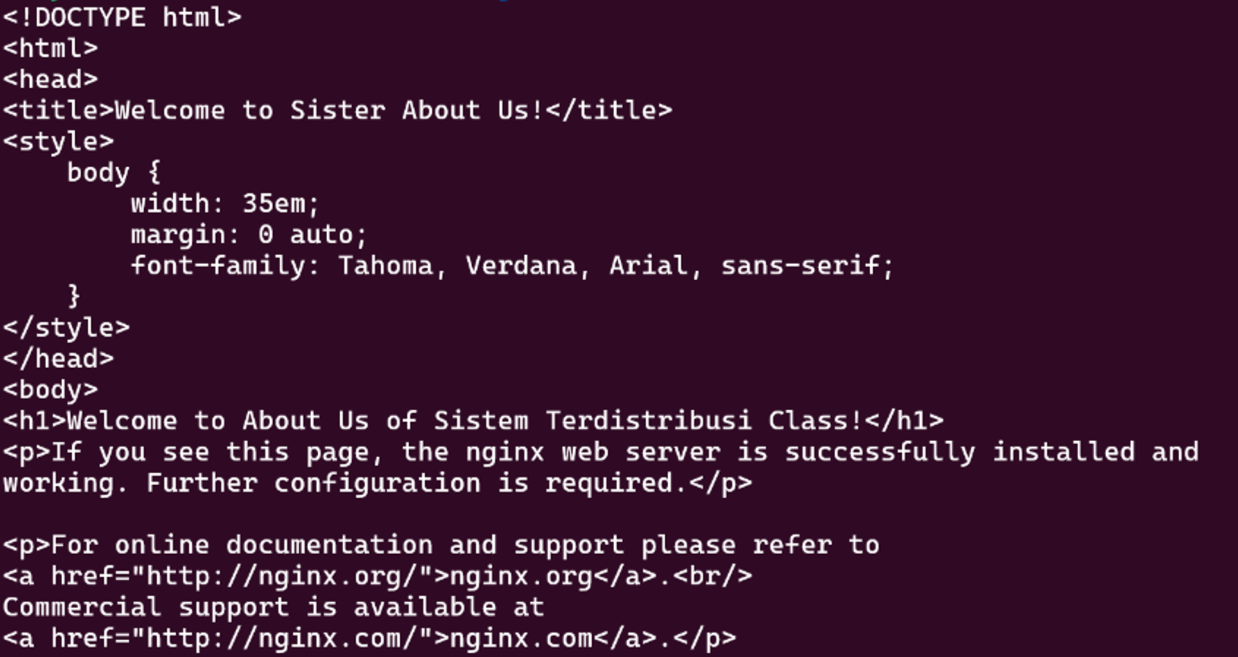 <!DOCTYPE html>
<html>
<head>
<title>Welcome to Sister About Us!</title>
<style>
    body {
        width: 35em;
        margin: 0 auto;
        font-family: Tahoma, Verdana, Arial, sans-serif;
    }
</style>
</head>
<body>
<h1>Welcome to About Us of Sistem Terdistribusi Class!</h1>
<p>If you see this page, the nginx web server is successfully installed and
working. Further configuration is required.</p>

<p>For online documentation and support please refer to
<a href="http://nginx.org/">nginx.org</a>.<br/>
Commercial support is available at
<a href="http://nginx.com/">nginx.com</a>.</p>